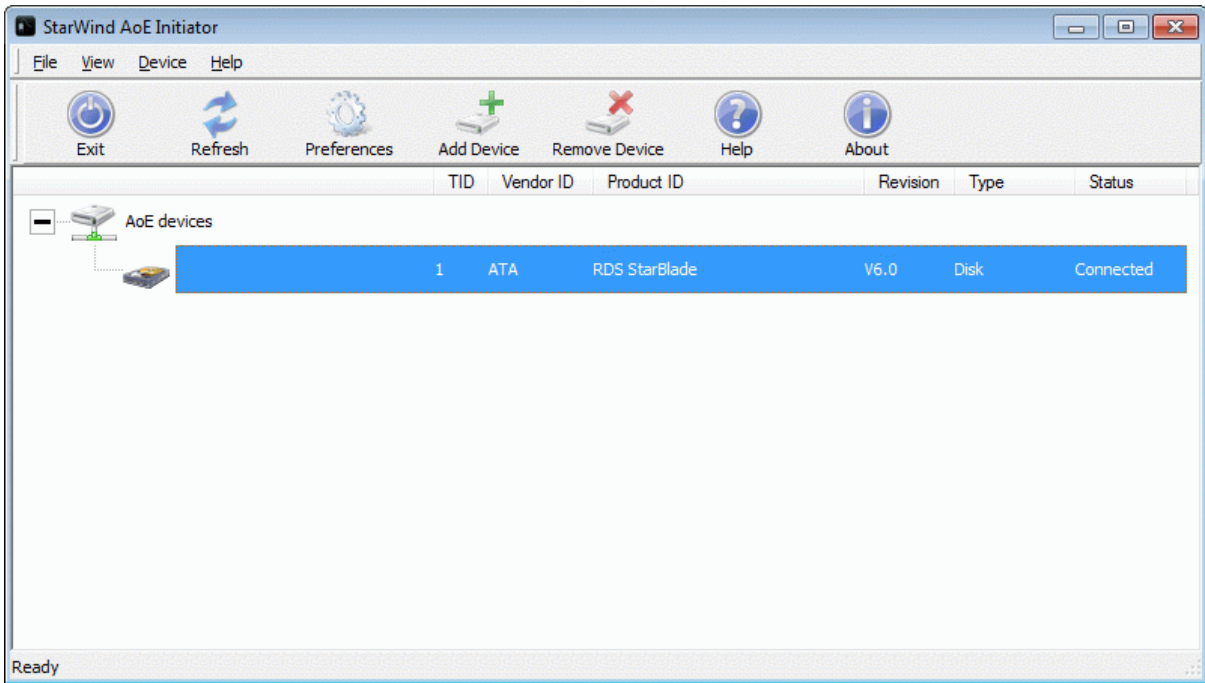 StarWind AoE Initiator
File View Device Help
Exit Refresh Preferences Add Device Remove Device Help About
TID Vendor ID Product ID Revision Type Status
AoE devices
1 ATA RDS StarBlade V6.0 Disk Connected
Ready